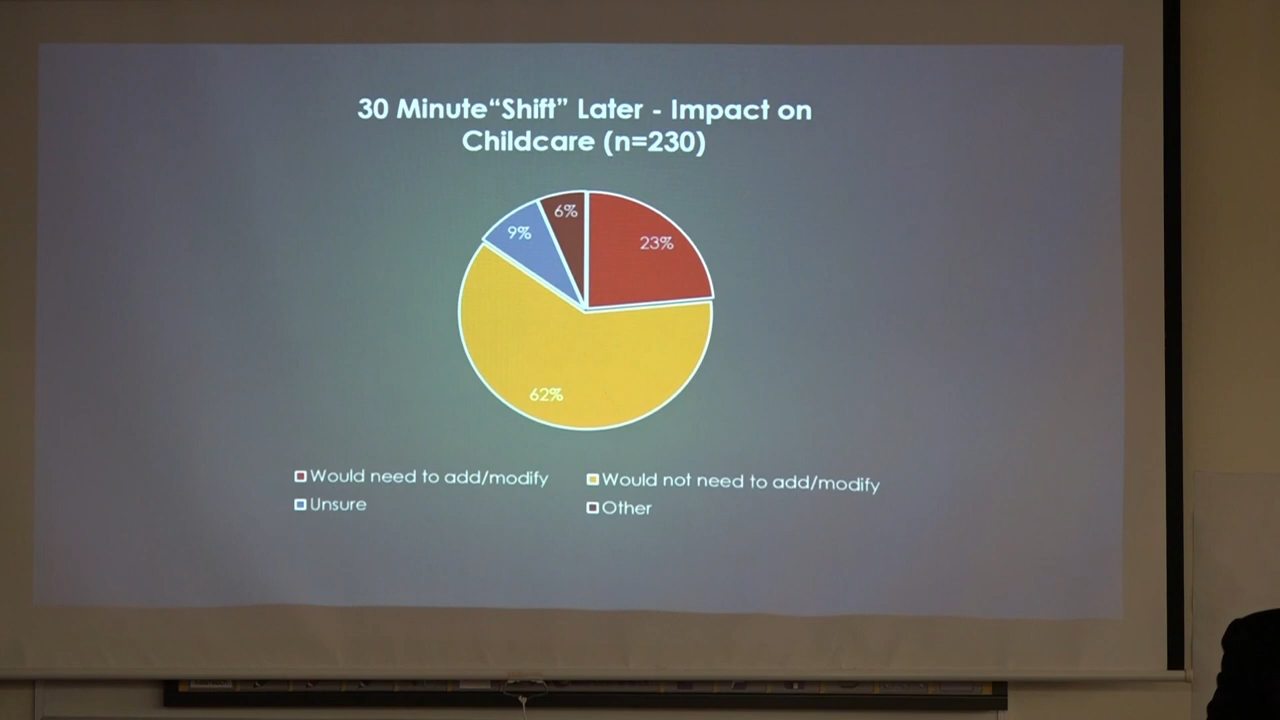 30 Minute“Shift” Later - Impact on
Childcare (n=230)
6%
9%
23%
62%
Would need to add/modify
Would not need to add/modify
Unsure
Other